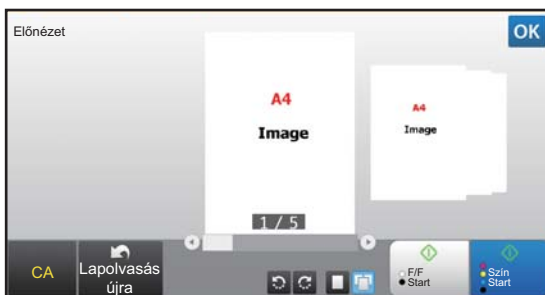 Előnézet
OK
A4
Image
A4
Image
1 / 5
CA
Lapolvasás
újra
F/F
Start
Szín
Start